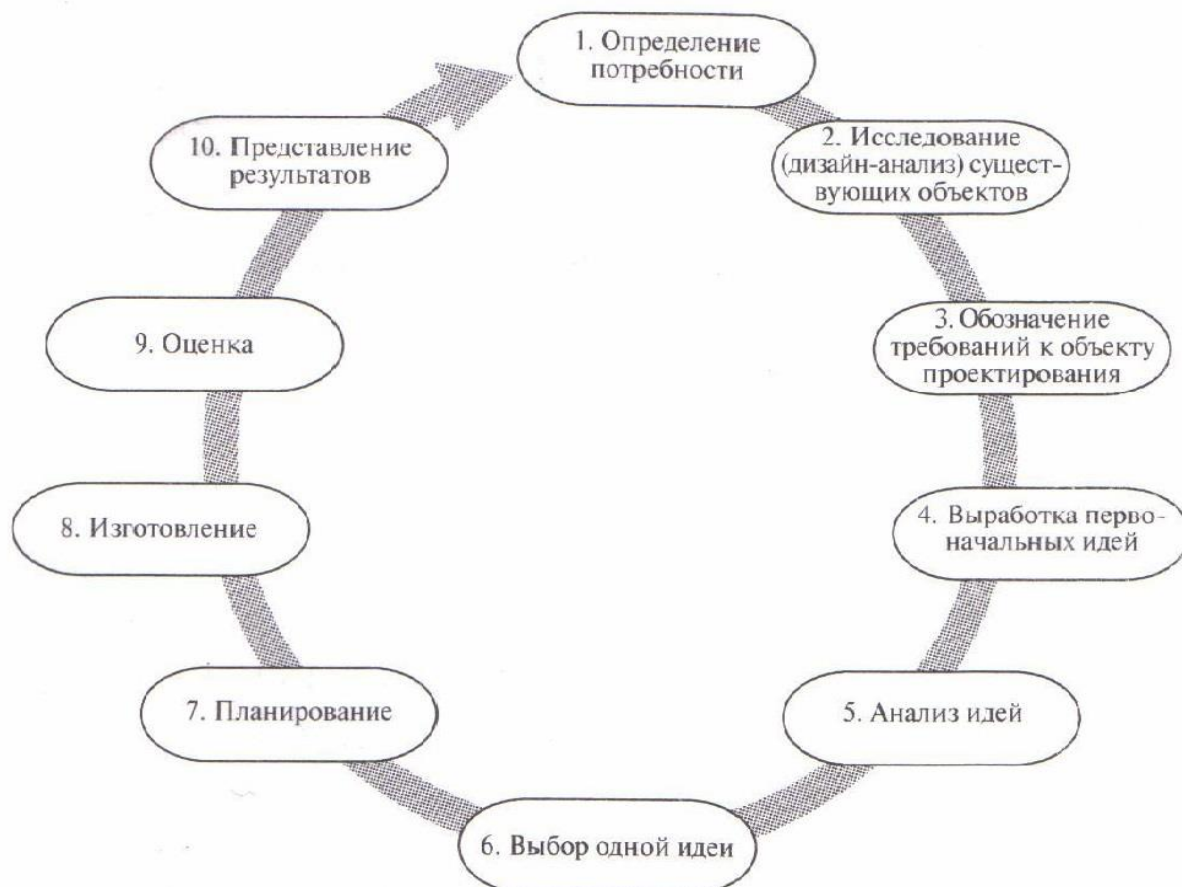 1. Определение
потребности
2. Исследование
(дизайн-анализ) сущест-
вующих объектов
3. Обозначение
требований к объекту
проектирования
4. Выработка перво-
начальных идей
5. Анализ идей
6. Выбор одной идеи
7. Планирование
8. Изготовление
9. Оценка
10. Представление
результатов